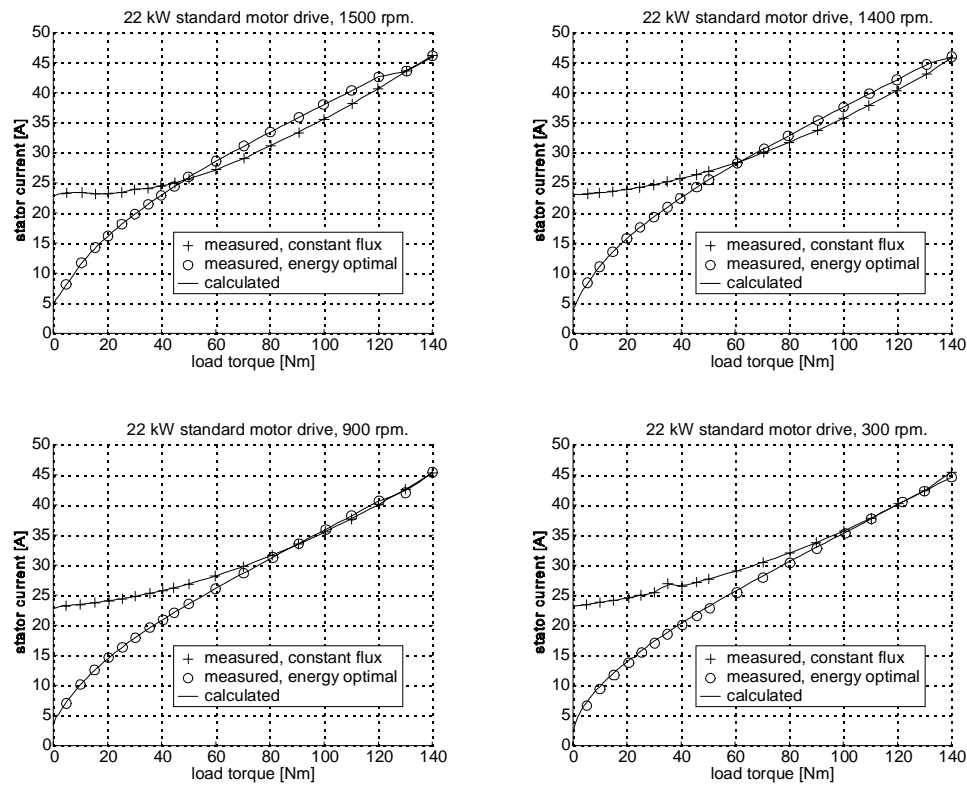 22 kW standard motor drive, 1500 rpm.
50
45
40
35
30
25
20
15
10
5
0
stator current [A]
+ measured, constant flux
○ measured, energy optimal
— calculated
0 20 40 60 80 100 120 140
load torque [Nm]
22 kW standard motor drive, 1400 rpm.
50
45
40
35
30
25
20
15
10
5
0
stator current [A]
+ measured, constant flux
○ measured, energy optimal
— calculated
0 20 40 60 80 100 120 140
load torque [Nm]
22 kW standard motor drive, 900 rpm.
50
45
40
35
30
25
20
15
10
5
0
stator current [A]
+ measured, constant flux
○ measured, energy optimal
— calculated
0 20 40 60 80 100 120 140
load torque [Nm]
22 kW standard motor drive, 300 rpm.
50
45
40
35
30
25
20
15
10
5
0
stator current [A]
+ measured, constant flux
○ measured, energy optimal
— calculated
0 20 40 60 80 100 120 140
load torque [Nm]